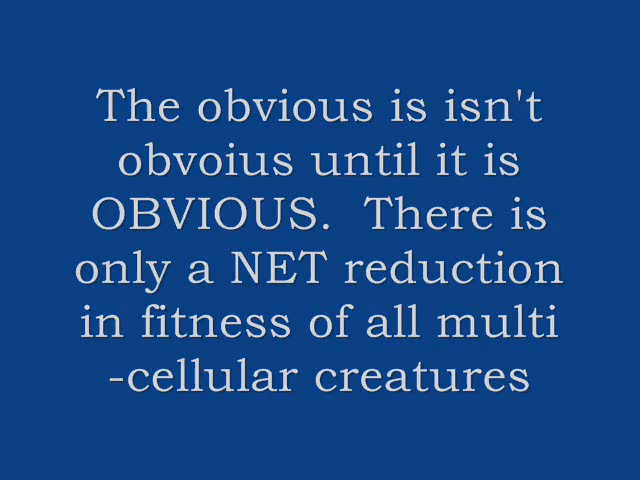 The obvious is isn't
obvoius until it is
OBVIOUS.  There is
only a NET reduction
in fitness of all multi
-cellular creatures